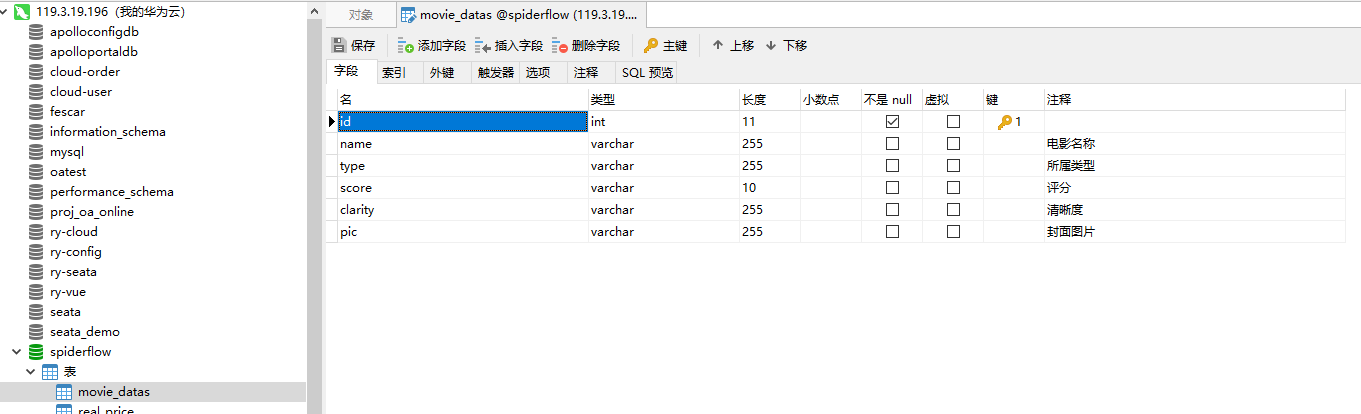 119.3.19.196（我的华为云）
apolloconfigdb
apolloportaldb
cloud-order
cloud-user
fescar
information_schema
mysql
oatest
performance_schema
proj_oa_online
ry-cloud
ry-config
ry-seata
ry-vue
seata
seata_demo
spiderflow
表
movie_datas
real_price
对象 movie_datas @spiderflow (119.3.19....
保存 添加字段 插入字段 删除字段 主键 上移 下移
字段 索引 外键 触发器 选项 注释 SQL 预览
名 类型 长度 小数点 不是 null 虚拟 键 注释
id int 11 1
name varchar 255 电影名称
type varchar 255 所属类型
score varchar 10 评分
clarity varchar 255 清晰度
pic varchar 255 封面图片